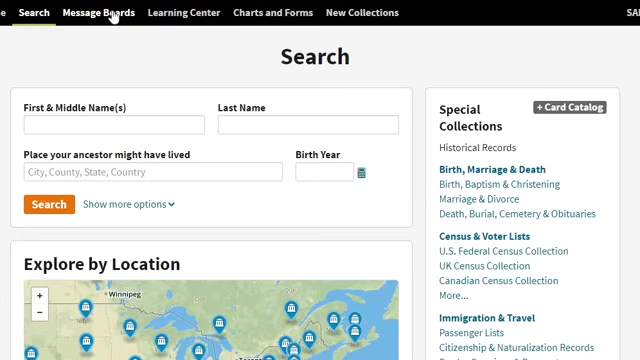 Search Message Boards Learning Center Charts and Forms New Collections
Search
First & Middle Name(s) Last Name
Place your ancestor might have lived Birth Year
City, County, State, Country
Search Show more options
Explore by Location
+
−
Winnipeg
Special Collections
+ Card Catalog
Historical Records
Birth, Marriage & Death
Birth, Baptism & Christening
Marriage & Divorce
Death, Burial, Cemetery & Obituaries
Census & Voter Lists
U.S. Federal Census Collection
UK Census Collection
Canadian Census Collection
More...
Immigration & Travel
Passenger Lists
Citizenship & Naturalization Records